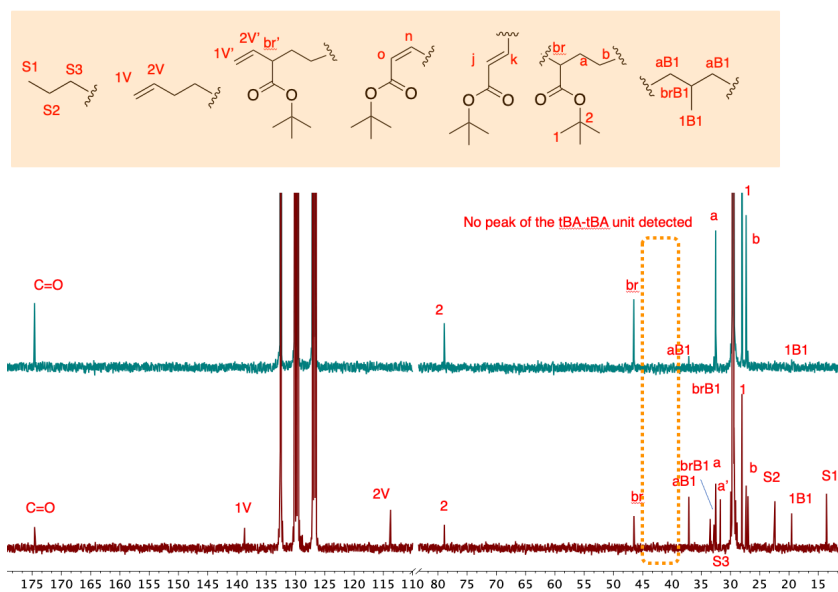 1V' 2V' br'
n
o
j k
br b
a
aB1 aB1
brB1
1B1
S1 S3
S2
1V 2V
O
O
O
O
O
O
O
O
1 2
No peak of the tBA-tBA unit detected
C=O
2
br
aB1
a
1
b
1B1
brB1
C=O
1V
2V
2
br
aB1
brB1
a
a'
1
b
S2
1B1
S1
S3
175 170 165 160 155 150 145 140 135 130 125 120 115 110 80 75 70 65 60 55 50 45 40 35 30 25 20 15